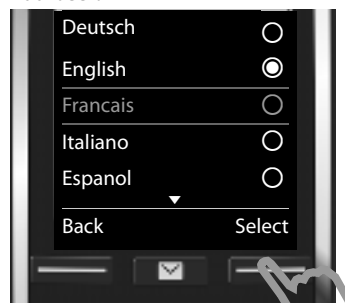 Deutsch
English
Francais
Italiano
Espanol
Back Select